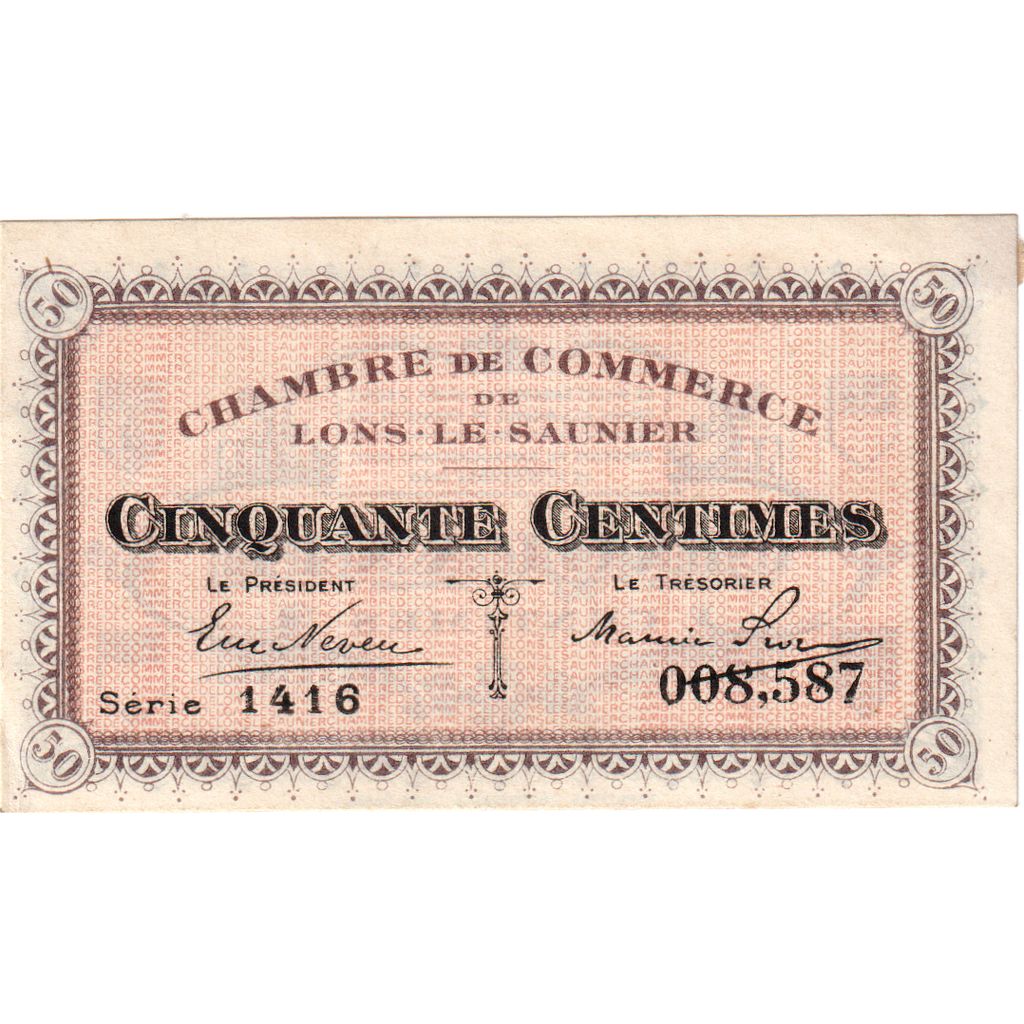 50 50
CHAMBRE DE COMMERCE
DE
LONS-LE-SAUNIER
CINQUANTE CENTIMES
LE PRÉSIDENT LE TRÉSORIER
Série 1416 008,587
50 50